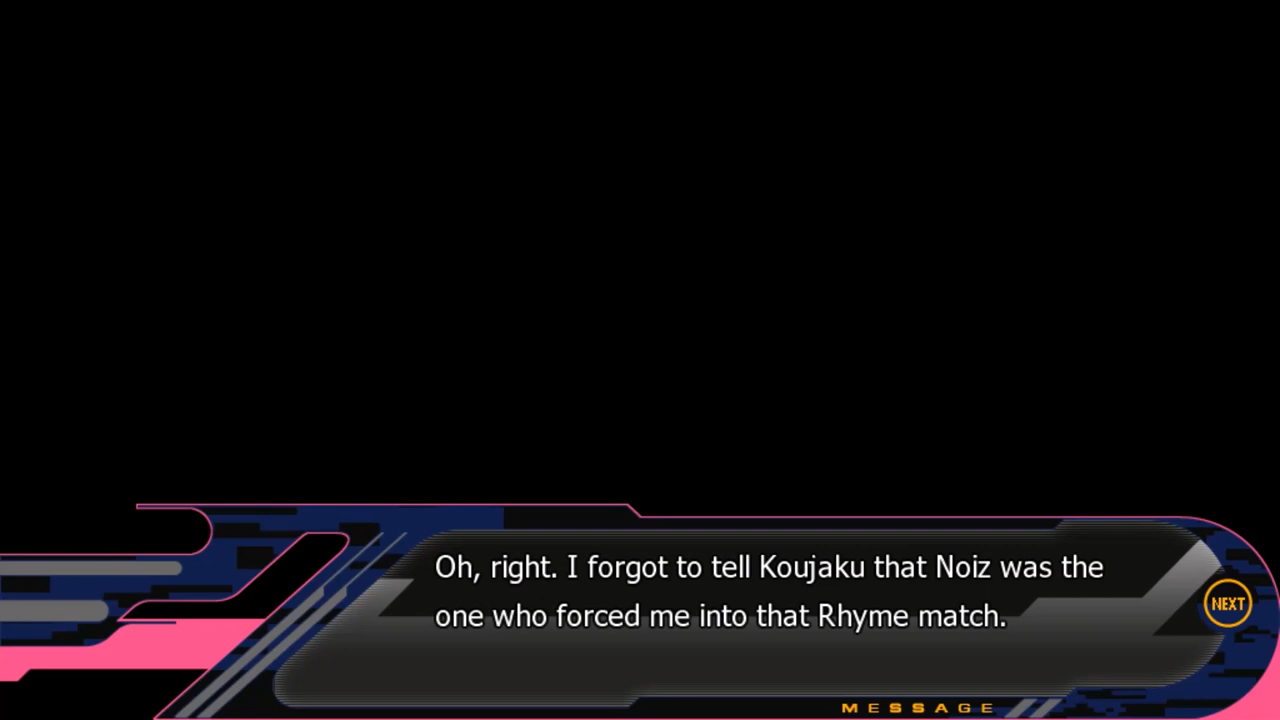 Oh, right. I forgot to tell Koujaku that Noiz was the
one who forced me into that Rhyme match.
NEXT
MESSAGE